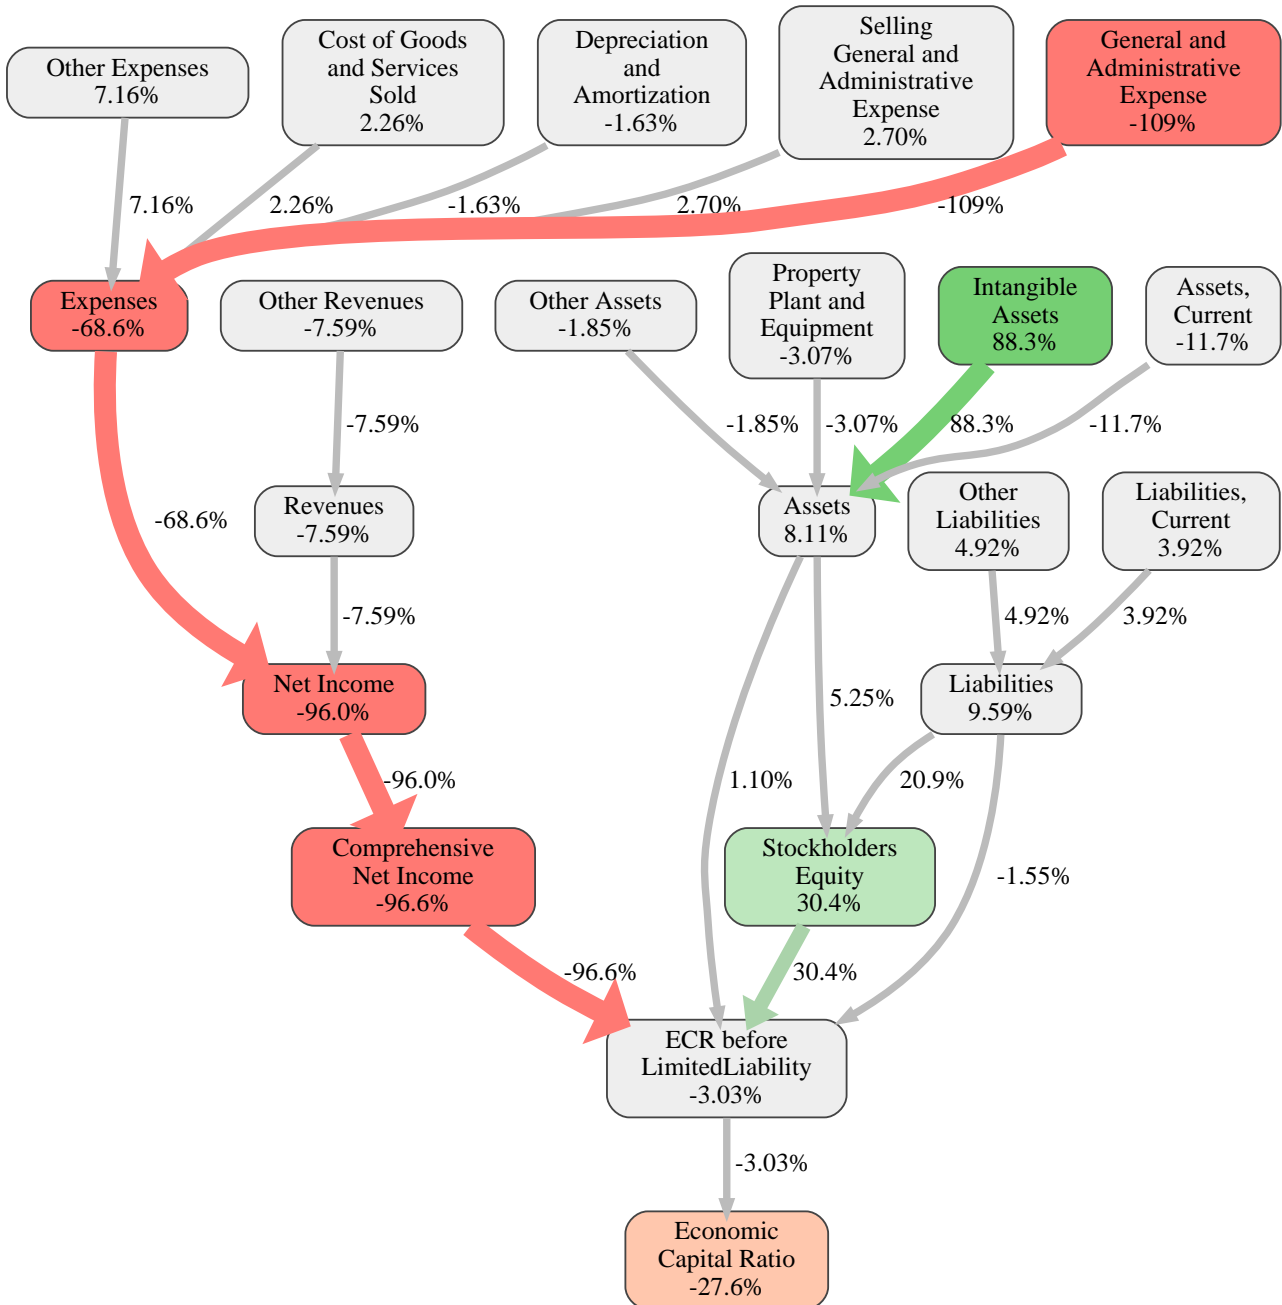 Other Expenses
7.16%
Cost of Goods
and Services
Sold
2.26%
Depreciation
and
Amortization
-1.63%
Selling
General and
Administrative
Expense
2.70%
General and
Administrative
Expense
-109%
7.16%
2.26%
-1.63%
2.70%
-109%
Expenses
-68.6%
Other Revenues
-7.59%
Other Assets
-1.85%
Property
Plant and
Equipment
-3.07%
Intangible
Assets
88.3%
Assets,
Current
-11.7%
-7.59%
-1.85%
-3.07%
88.3%
-11.7%
-68.6%
Revenues
-7.59%
Assets
8.11%
Other
Liabilities
4.92%
Liabilities,
Current
3.92%
-7.59%
4.92%
3.92%
Net Income
-96.0%
5.25%
Liabilities
9.59%
-96.0%
1.10%
20.9%
Comprehensive
Net Income
-96.6%
Stockholders
Equity
30.4%
-1.55%
-96.6%
30.4%
ECR before
LimitedLiability
-3.03%
-3.03%
Economic
Capital Ratio
-27.6%